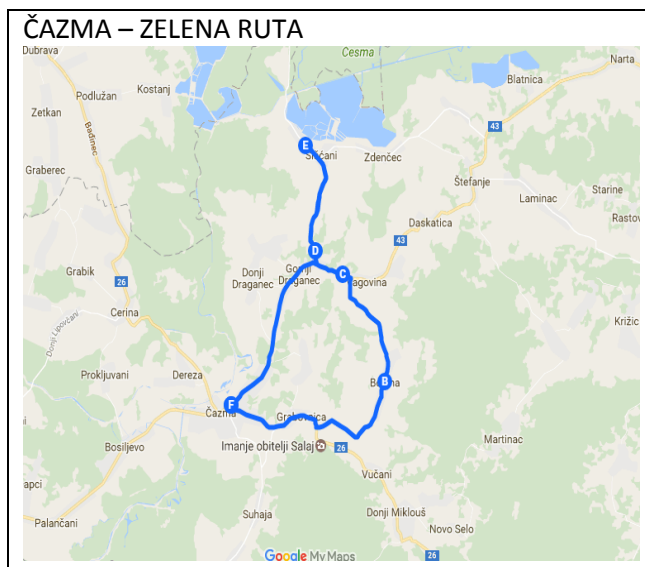 ČAZMA – ZELENA RUTA
Dubrava
Česma
Narta
Kostanj
Blatnica
Podlužan
Zetkan
Bađinec
43
E
Siščani
Zdenčec
Graberec
Štefanje
Starine
Laminac
Rastov
Daskatica
D
43
Grabik
Donji
Draganec
Gornji
Draganec
C
26
Cerina
Donji Lipovčani
Križic
Prokljuvani
Dereza
B
F
Čazma
Grabovnica
Martinac
Bosiljevo
Imanje obitelji Salaj
26
Vučani
Palančani
Suhaja
Donji Miklouš
Novo Selo
26
Google My Maps